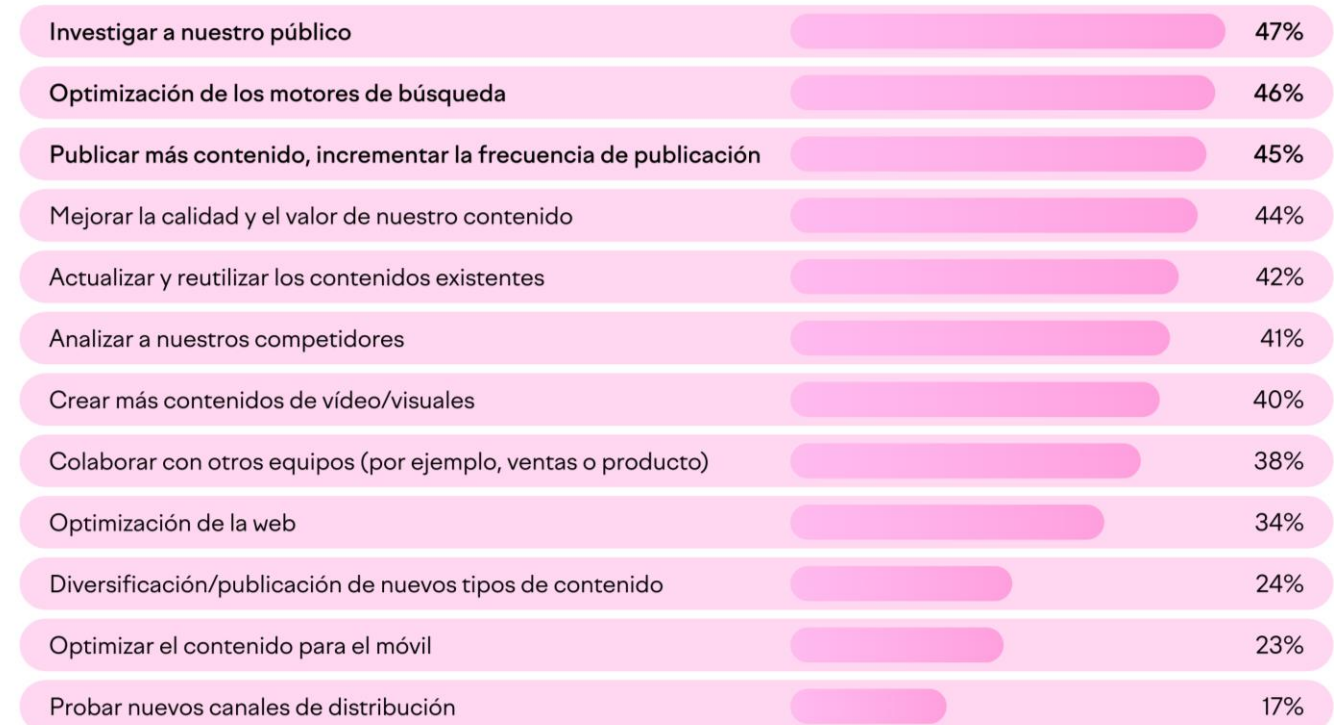 Investigar a nuestro público 47%
Optimización de los motores de búsqueda 46%
Publicar más contenido, incrementar la frecuencia de publicación 45%
Mejorar la calidad y el valor de nuestro contenido 44%
Actualizar y reutilizar los contenidos existentes 42%
Analizar a nuestros competidores 41%
Crear más contenidos de vídeo/visuales 40%
Colaborar con otros equipos (por ejemplo, ventas o producto) 38%
Optimización de la web 34%
Diversificación/publicación de nuevos tipos de contenido 24%
Optimizar el contenido para el móvil 23%
Probar nuevos canales de distribución 17%